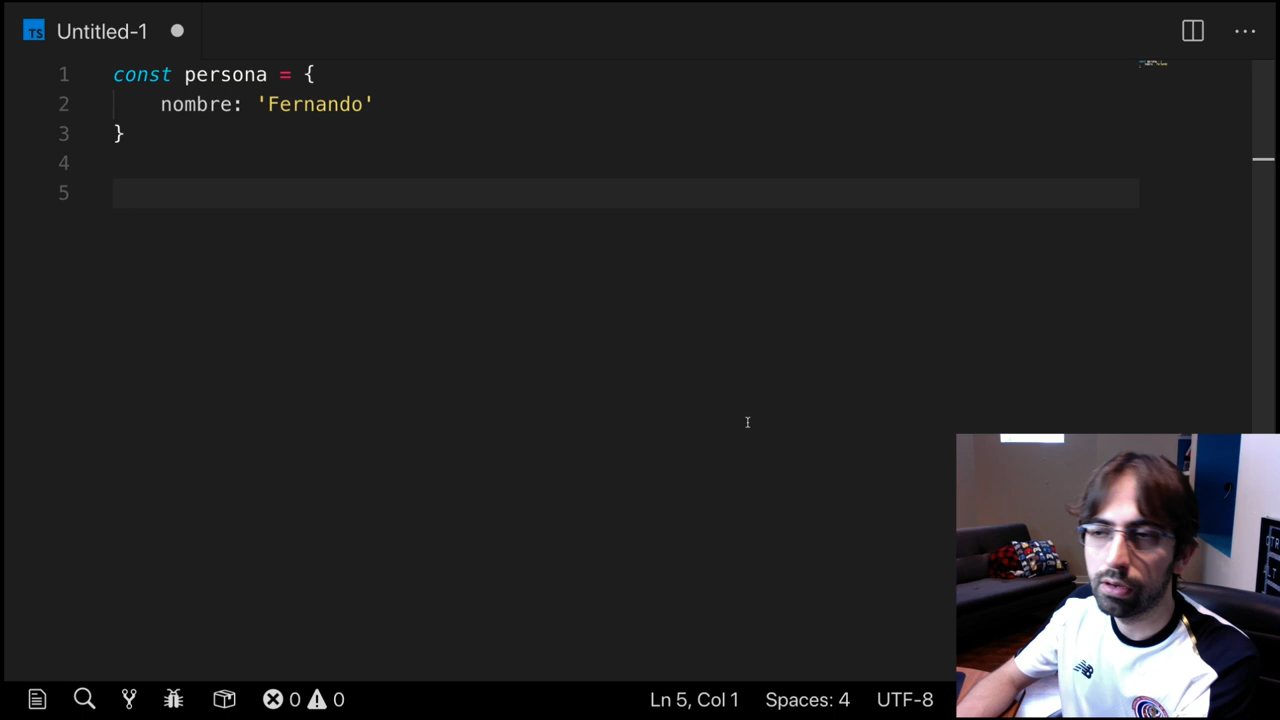 TS Untitled-1
1 const persona = {
2 nombre: 'Fernando'
3 }
4
5
0 0 Ln 5, Col 1 Spaces: 4 UTF-8